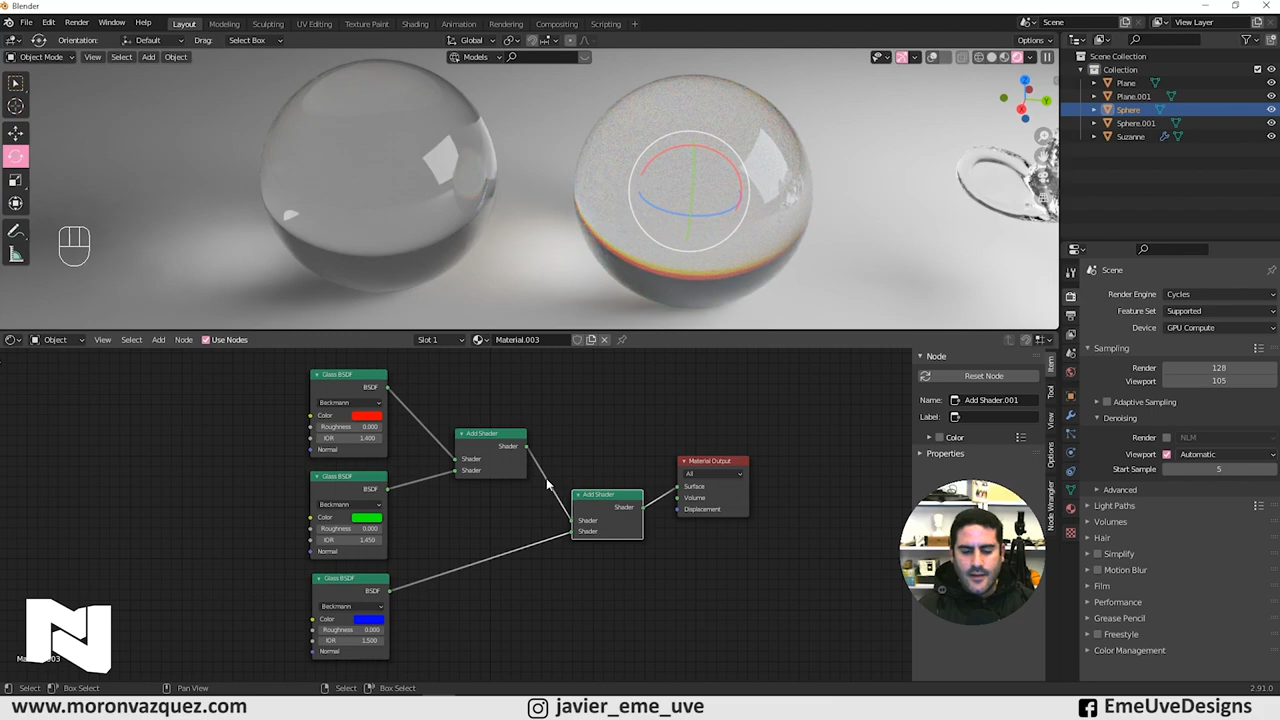 Blender
File Edit Render Window Help
Layout Modeling Sculpting UV Editing Texture Paint Shading Animation Rendering Compositing Scripting +
Scene
View Layer
Orientation: Default Drag: Select Box
Global
Options
Object Mode View Select Add Object
Models
Scene Collection
Collection
Plane
Plane.001
Sphere
Sphere.001
Suzanne
Z
Y
X
Scene
Render Engine Cycles
Feature Set Supported
Device GPU Compute
Sampling
Render 128
Viewport 105
Adaptive Sampling
Denoising
Render NLM
Viewport Automatic
Start Sample 5
Advanced
Light Paths
Volumes
Hair
Simplify
Motion Blur
Film
Performance
Grease Pencil
Freestyle
Color Management
Object View Select Add Node Use Nodes
Slot 1
Material.003
Glass BSDF
BSDF
Beckmann
Color
Roughness 0.000
IOR 1.400
Normal
Glass BSDF
BSDF
Beckmann
Color
Roughness 0.000
IOR 1.450
Normal
Glass BSDF
BSDF
Beckmann
Color
Roughness 0.000
IOR 1.500
Normal
Add Shader
Shader
Shader
Shader
Add Shader
Shader
Shader
Shader
Material Output
All
Surface
Volume
Displacement
Node
Reset Node
Name: Add Shader.001
Label:
Color
Properties
Item
Tool
View
Options
Node Wrangler
N
Select Box Select Pan View Select Box Select
2.91.0
www.moronvazquez.com javier_eme_uve EmeUveDesigns